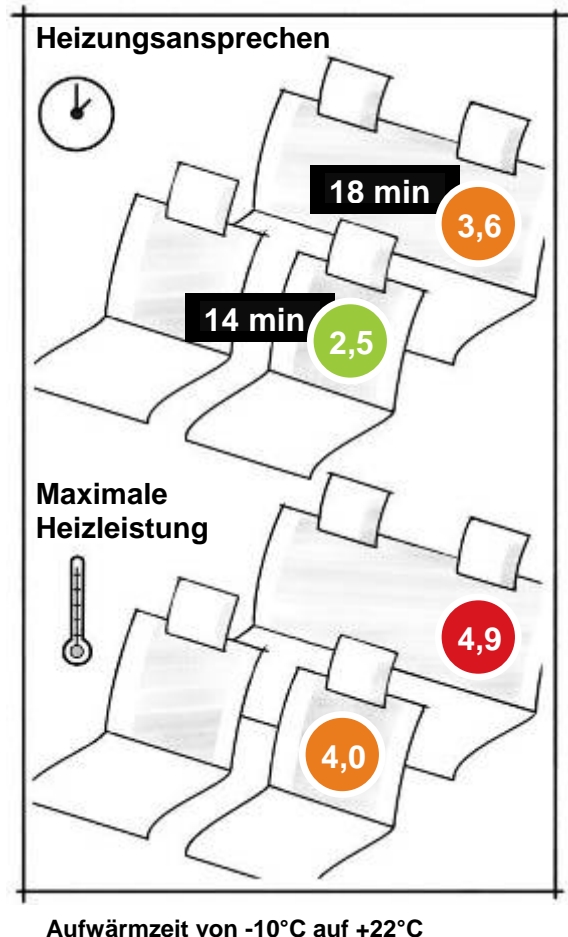 Heizungsansprechen
18 min
3,6
14 min
2,5
Maximale
Heizleistung
4,9
4,0
Aufwärmzeit von -10°C auf +22°C